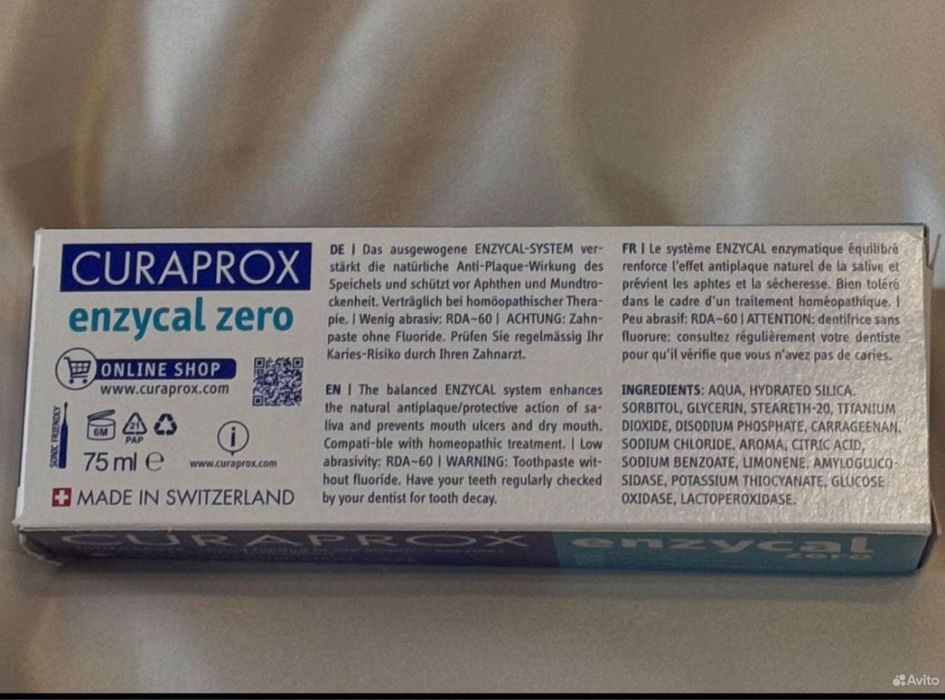 CURAPROX
enzycal zero
ONLINE SHOP
www.curaprox.com
SONIC FRIENDLY
6M
21
PAP
i
www.curaprox.com
75 ml e
MADE IN SWITZERLAND
DE | Das ausgewogene ENZYCAL-SYSTEM ver-
stärkt die natürliche Anti-Plaque-Wirkung des
Speichels und schützt vor Aphthen und Mundtro-
ckenheit. Verträglich bei homöopathischer Thera-
pie. | Wenig abrasiv: RDA~60 | ACHTUNG: Zahn-
paste ohne Fluoride. Prüfen Sie regelmässig Ihr
Karies-Risiko durch Ihren Zahnarzt.
EN | The balanced ENZYCAL system enhances
the natural antiplaque/protective action of sa-
liva and prevents mouth ulcers and dry mouth.
Compati-ble with homeopathic treatment. | Low
abrasivity: RDA~60 | WARNING: Toothpaste wit-
hout fluoride. Have your teeth regularly checked
by your dentist for tooth decay.
FR | Le système ENZYCAL enzymatique équilibré
renforce l'effet antiplaque naturel de la salive et
prévient les aphtes et la sécheresse. Bien toléré
dans le cadre d'un traitement homéopathique. |
Peu abrasif: RDA~60 | ATTENTION: dentifrice sans
fluorure: consultez régulièrement votre dentiste
pour qu'il vérifie que vous n'avez pas de caries.
INGREDIENTS: AQUA, HYDRATED SILICA,
SORBITOL, GLYCERIN, STEARETH-20, TITANIUM
DIOXIDE, DISODIUM PHOSPHATE, CARRAGEENAN,
SODIUM CHLORIDE, AROMA, CITRIC ACID,
SODIUM BENZOATE, LIMONENE, AMYLOGLUCO-
SIDASE, POTASSIUM THIOCYANATE, GLUCOSE
OXIDASE, LACTOPEROXIDASE.
CURAPROX
enzycal
zero
Avito